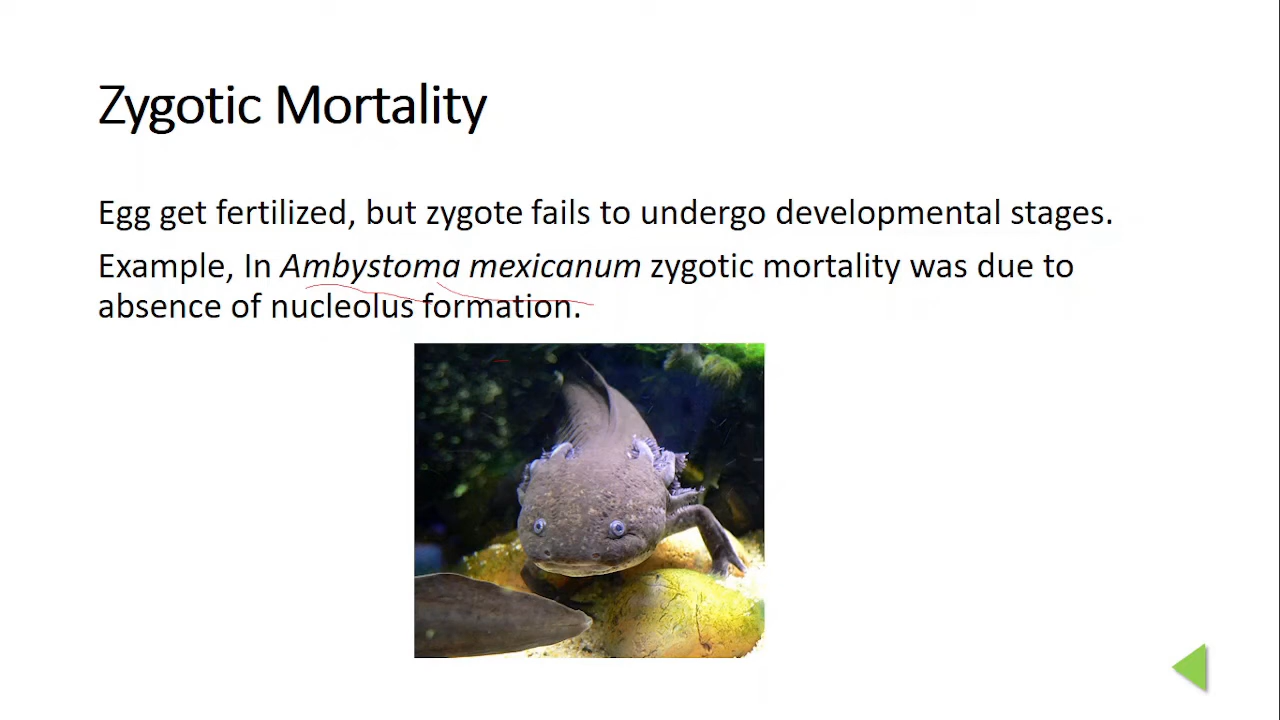 Zygotic Mortality
Egg get fertilized, but zygote fails to undergo developmental stages.
Example, In Ambystoma mexicanum zygotic mortality was due to
absence of nucleolus formation.